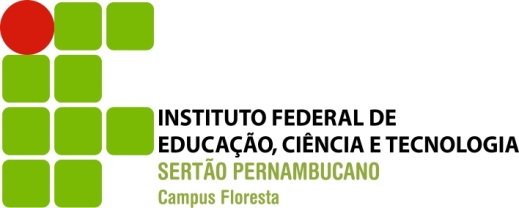 INSTITUTO FEDERAL DE
EDUCAÇÃO, CIÊNCIA E TECNOLOGIA
SERTÃO PERNAMBUCANO
Campus Floresta